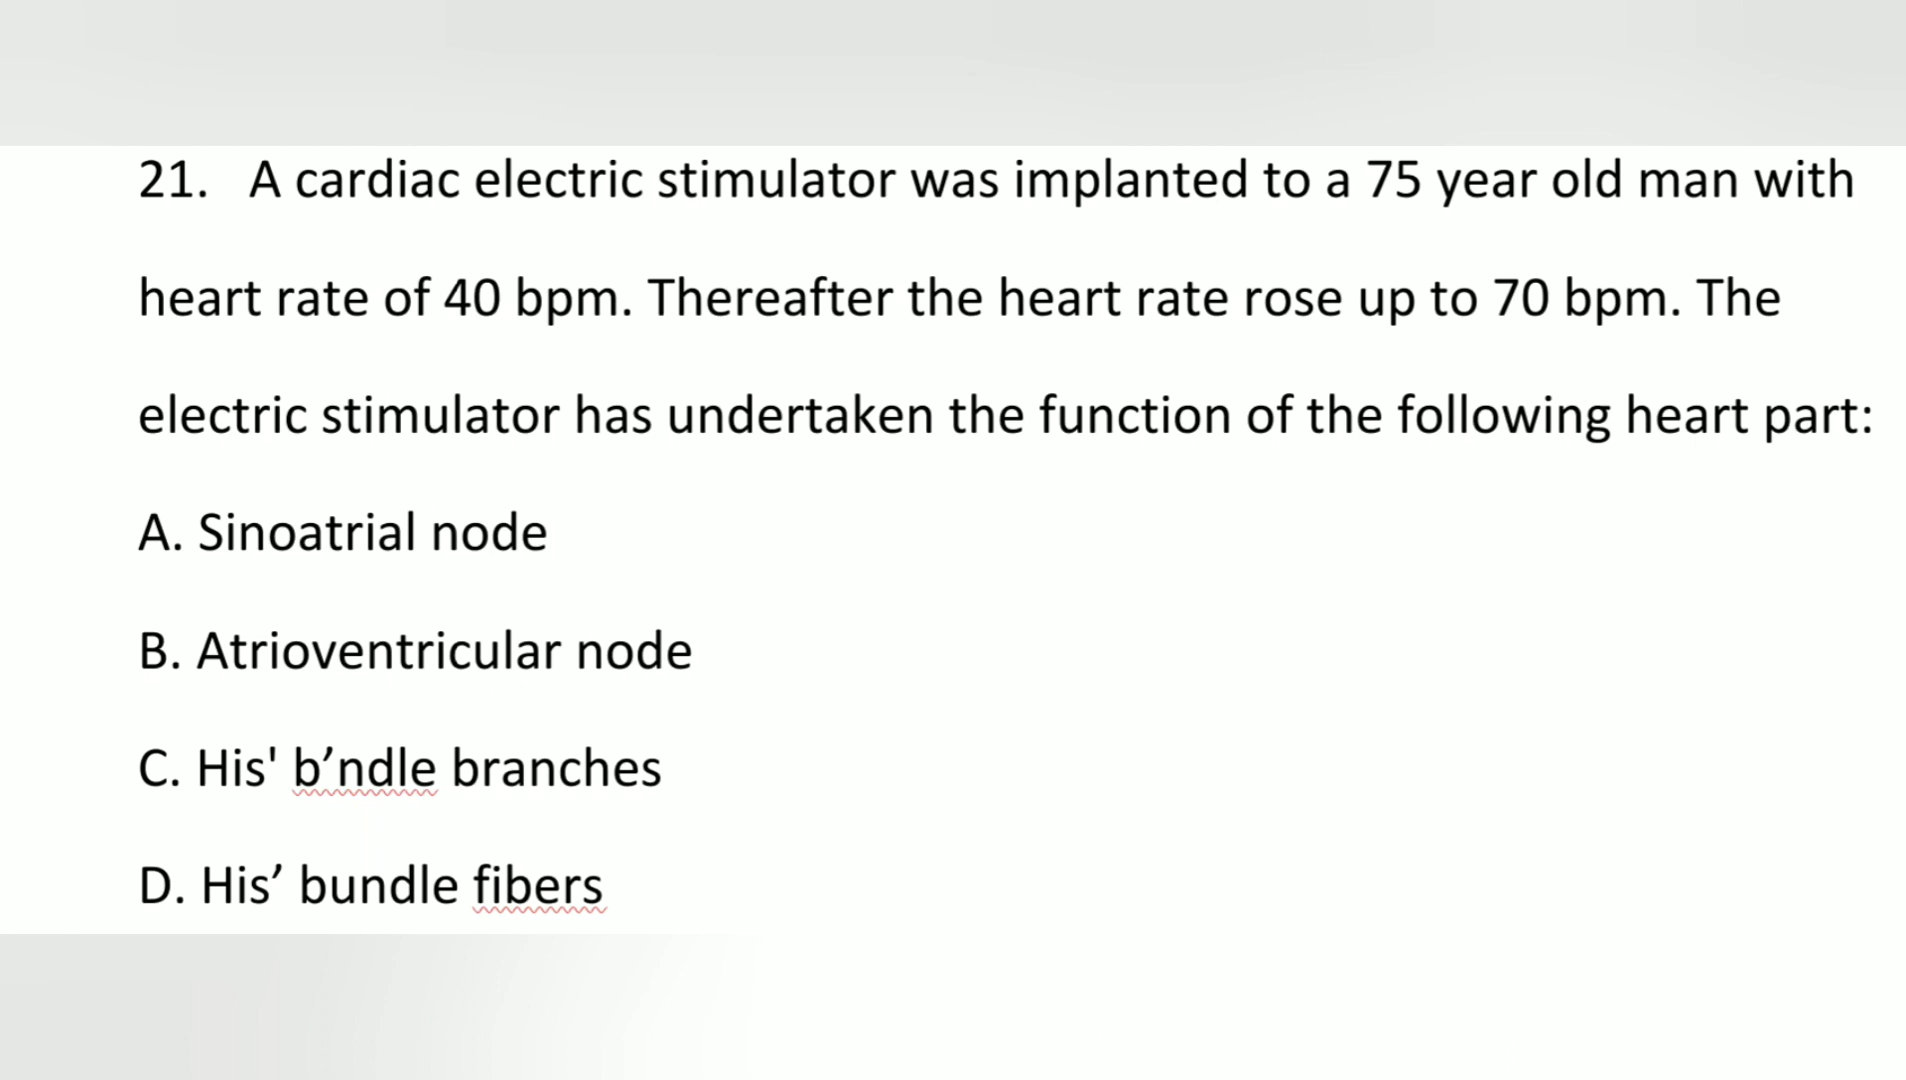 21. A cardiac electric stimulator was implanted to a 75 year old man with
heart rate of 40 bpm. Thereafter the heart rate rose up to 70 bpm. The
electric stimulator has undertaken the function of the following heart part:
A. Sinoatrial node
B. Atrioventricular node
C. His' b’ndle branches
D. His’ bundle fibers